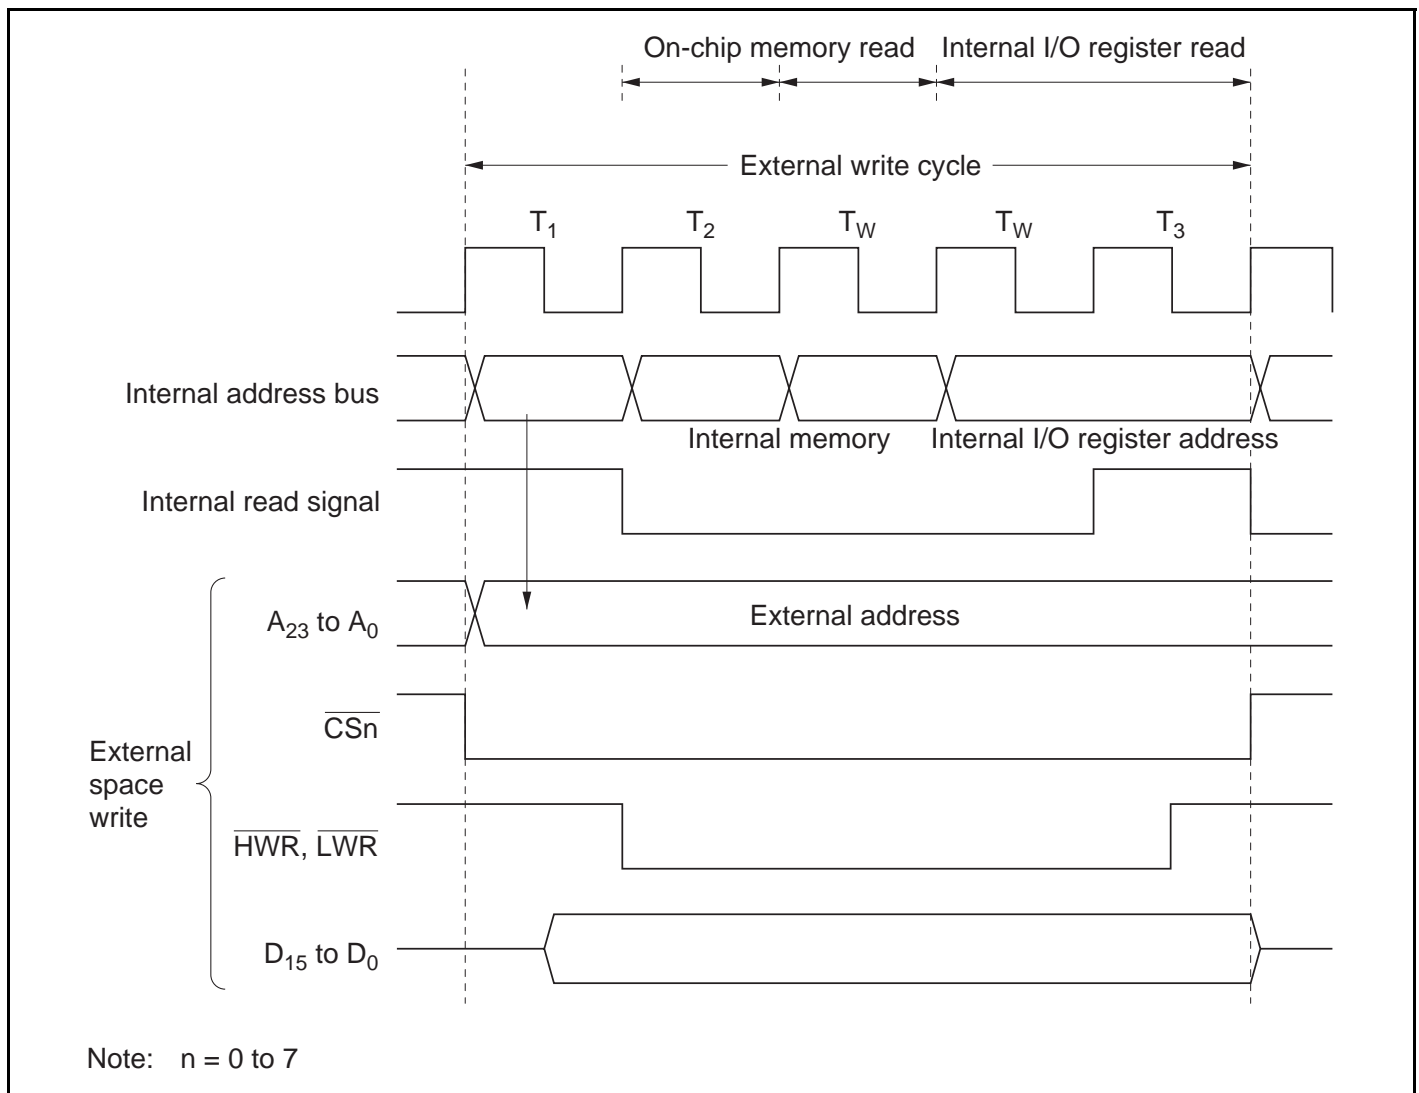 On-chip memory read Internal I/O register read
External write cycle
T1 T2 TW TW T3
Internal address bus
Internal memory Internal I/O register address
Internal read signal
A23 to A0 External address
CSn
External
space
write
HWR, LWR
D15 to D0
Note: n = 0 to 7